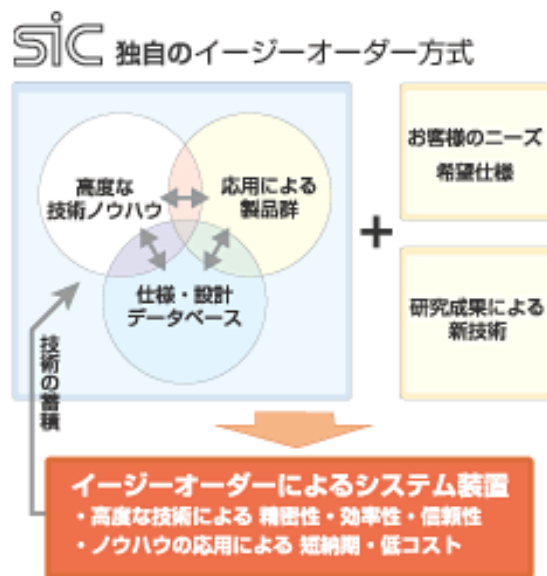 sic 独自のイージーオーダー方式
高度な
技術ノウハウ
応用による
製品群
仕様・設計
データベース
+
お客様のニーズ
希望仕様
研究成果による
新技術
技術の蓄積
イージーオーダーによるシステム装置
・高度な技術による 精密性・効率性・信頼性
・ノウハウの応用による 短納期・低コスト